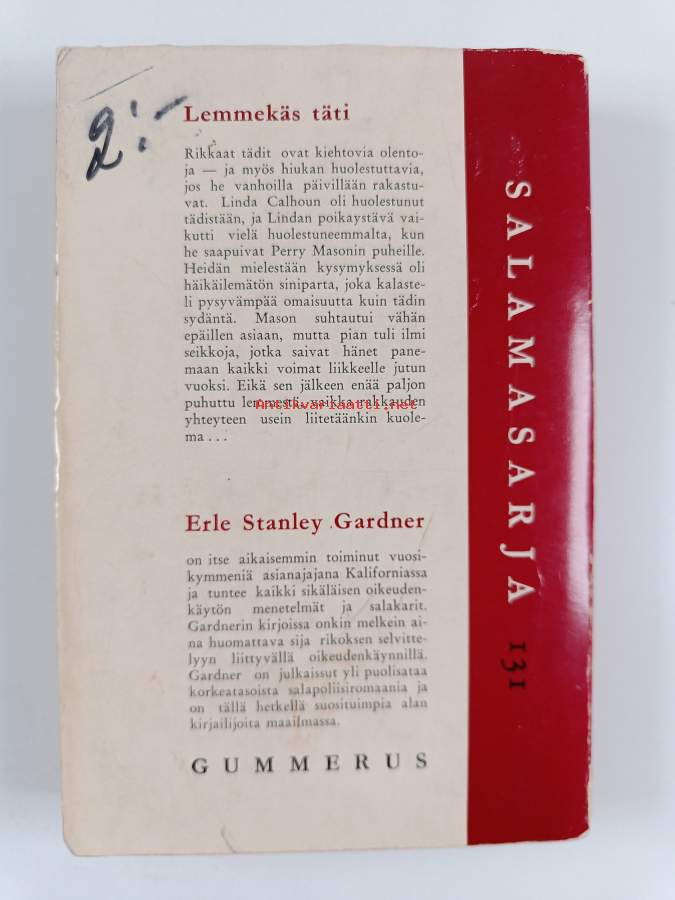 2:-
Lemmekäs täti
Rikkaat tädit ovat kiehtovia olento-
ja — ja myös hiukan huolestuttavia,
jos he vanhoilla päivillään rakastu-
vat. Linda Calhoun oli huolestunut
tädistään, ja Lindan poikaystävä vai-
kutti vielä huolestuneemmalta, kun
he saapuivat Perry Masonin puheille.
Heidän mielestään kysymyksessä oli
häikäilemätön siniparta, joka kalaste-
li pysyvämpää omaisuutta kuin tädin
sydäntä. Mason suhtautui vähän
epäillen asiaan, mutta pian tuli ilmi
seikkoja, jotka saivat hänet pane-
maan kaikki voimat liikkeelle jutun
vuoksi. Eikä sen jälkeen enää paljon
puhuttu lemmestä, vaikka rakkauden
Antikvariaatti.net
yhteyteen usein liitetäänkin kuole-
ma . . .
Erle Stanley Gardner
on itse aikaisemmin toiminut vuosi-
kymmeniä asianajajana Kaliforniassa
ja tuntee kaikki sikäläisen oikeuden-
käytön menetelmät ja salakarit.
Gardnerin kirjoissa onkin melkein ai-
na huomattava sija rikoksen selvitte-
lyyn liittyvällä oikeudenkäynnillä.
Gardner on julkaissut yli puolisataa
korkeatasoista salapoliisiromaania ja
on tällä hetkellä suosituimpia alan
kirjailijoita maailmassa.
GUMMERUS
SALAMASARJA 131